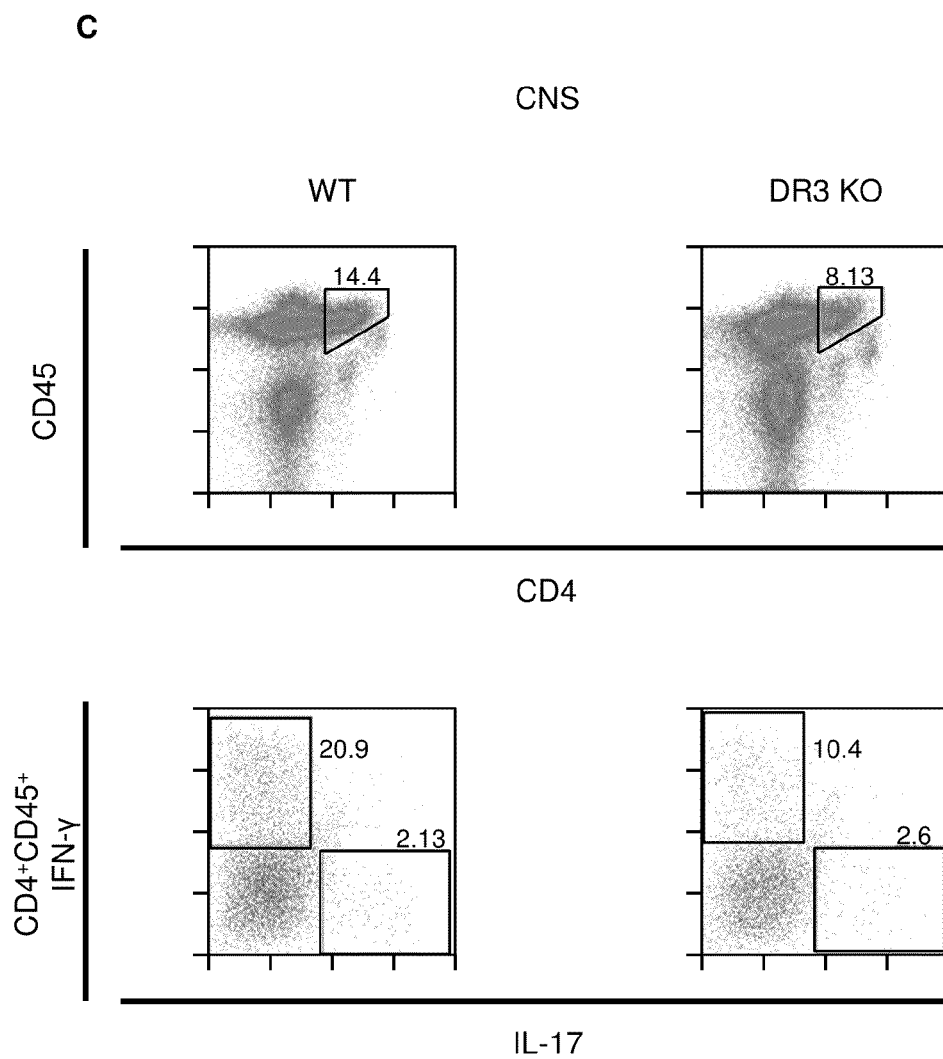 C
CNS
WT
DR3 KO
14.4
8.13
CD45
CD4
20.9
10.4
2.13
2.6
CD4⁺CD45⁺
IFN-γ
IL-17